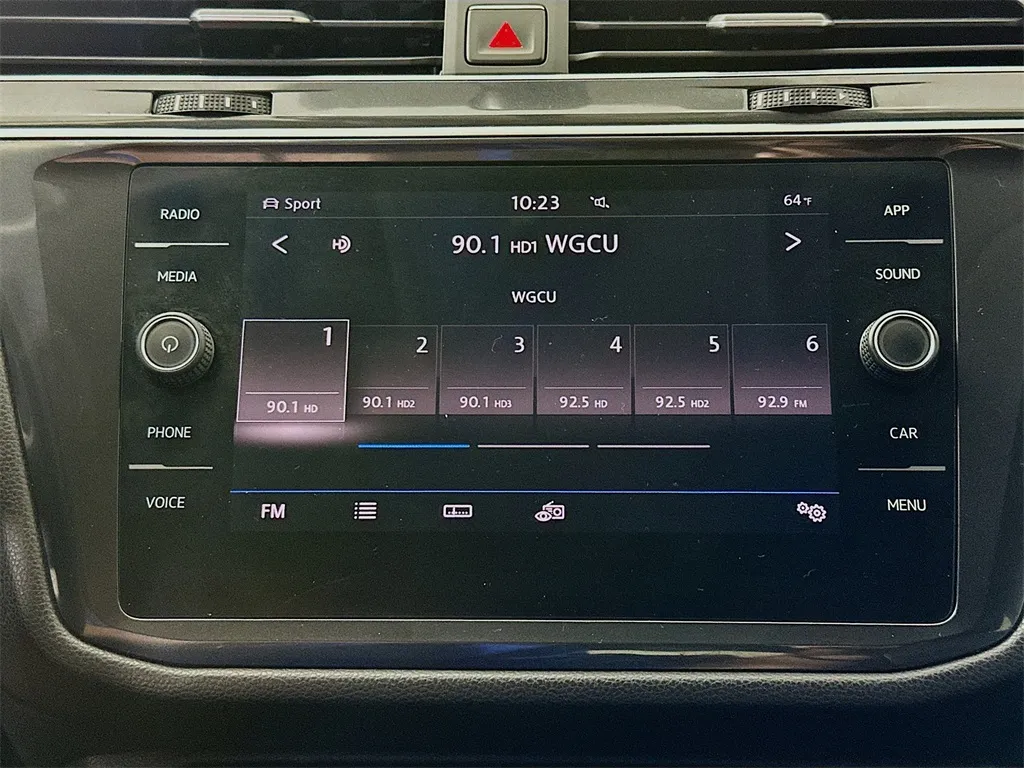 RADIO
MEDIA
PHONE
VOICE
Sport 10:23 64°F
90.1 HD1 WGCU
WGCU
1 2 3 4 5 6
90.1 HD 90.1 HD2 90.1 HD3 92.5 HD 92.5 HD2 92.9 FM
FM
APP
SOUND
CAR
MENU